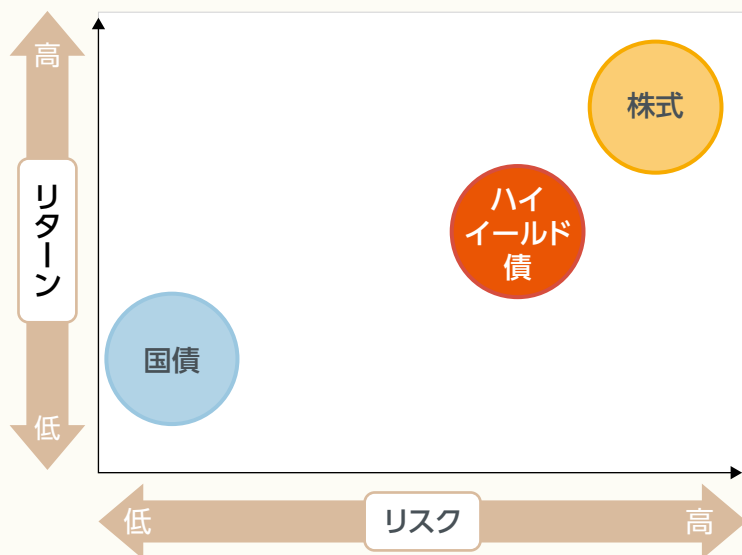 高
リターン
低
株式
ハイ
イールド
債
国債
低
リスク
高